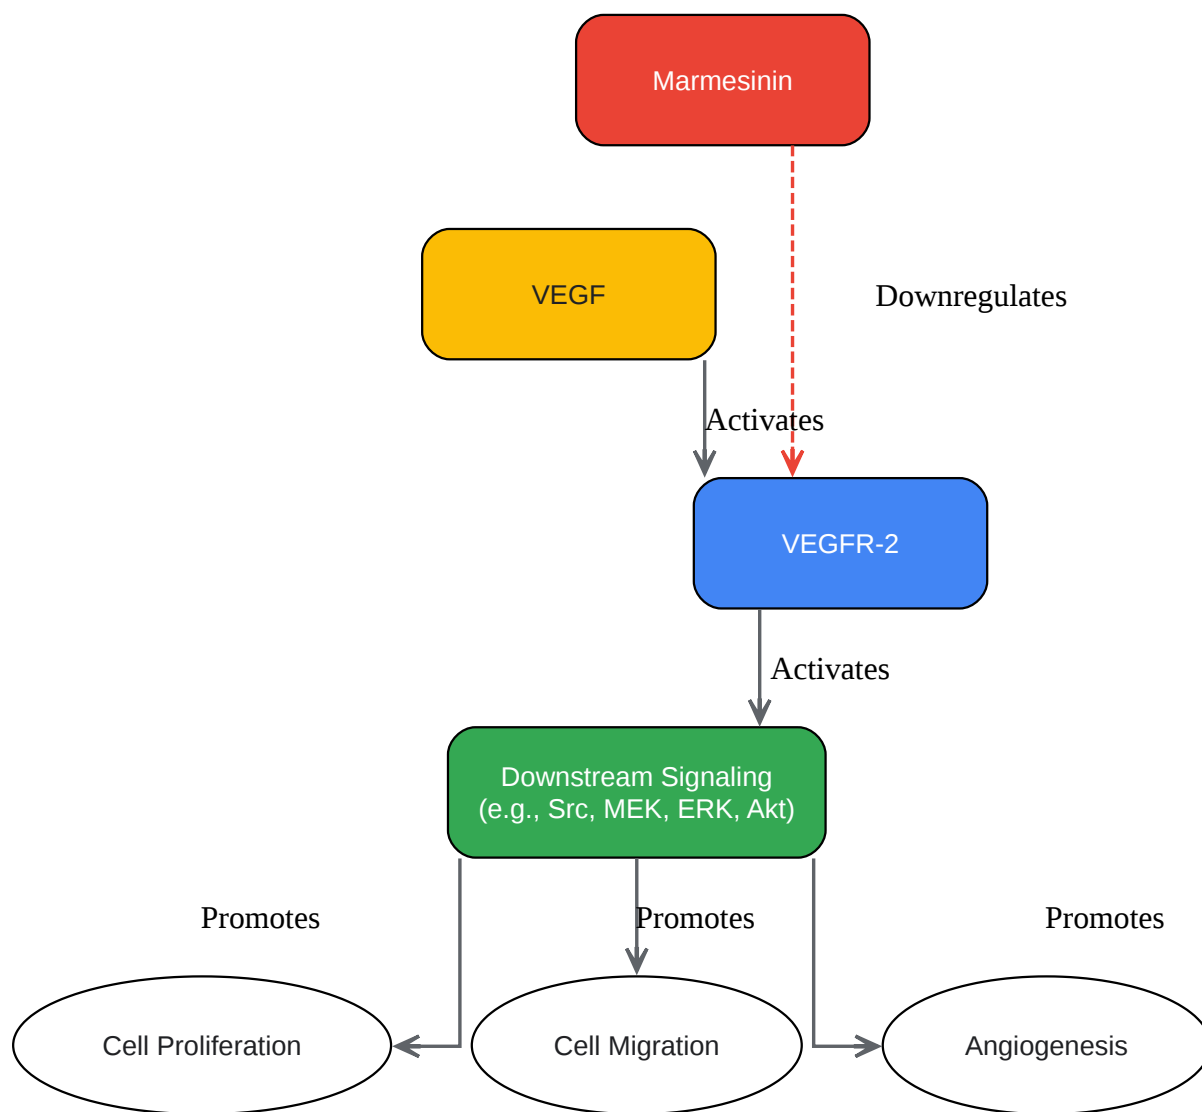 Marmesinin
VEGF
Downregulates
Activates
VEGFR-2
Activates
Downstream Signaling
(e.g., Src, MEK, ERK, Akt)
Promotes
Promotes
Promotes
Cell Proliferation
Cell Migration
Angiogenesis